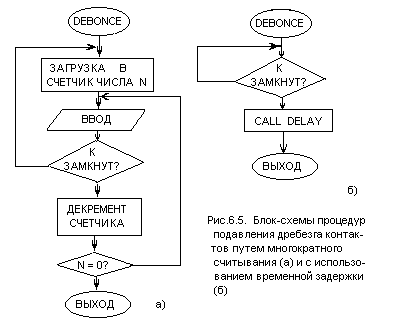 DEBONCE
ЗАГРУЗКА В
СЧЕТЧИК ЧИСЛА N
ВВОД
К
ЗАМКНУТ?
ДЕКРЕМЕНТ
СЧЕТЧИКА
N = 0?
ВЫХОД
а)
DEBONCE
К
ЗАМКНУТ?
CALL DELAY
ВЫХОД
б)
Рис.6.5. Блок-схемы процедур
подавления дребезга контак-
тов путем многократного
считывания (а) и с использо-
ванием временной задержки
(б)